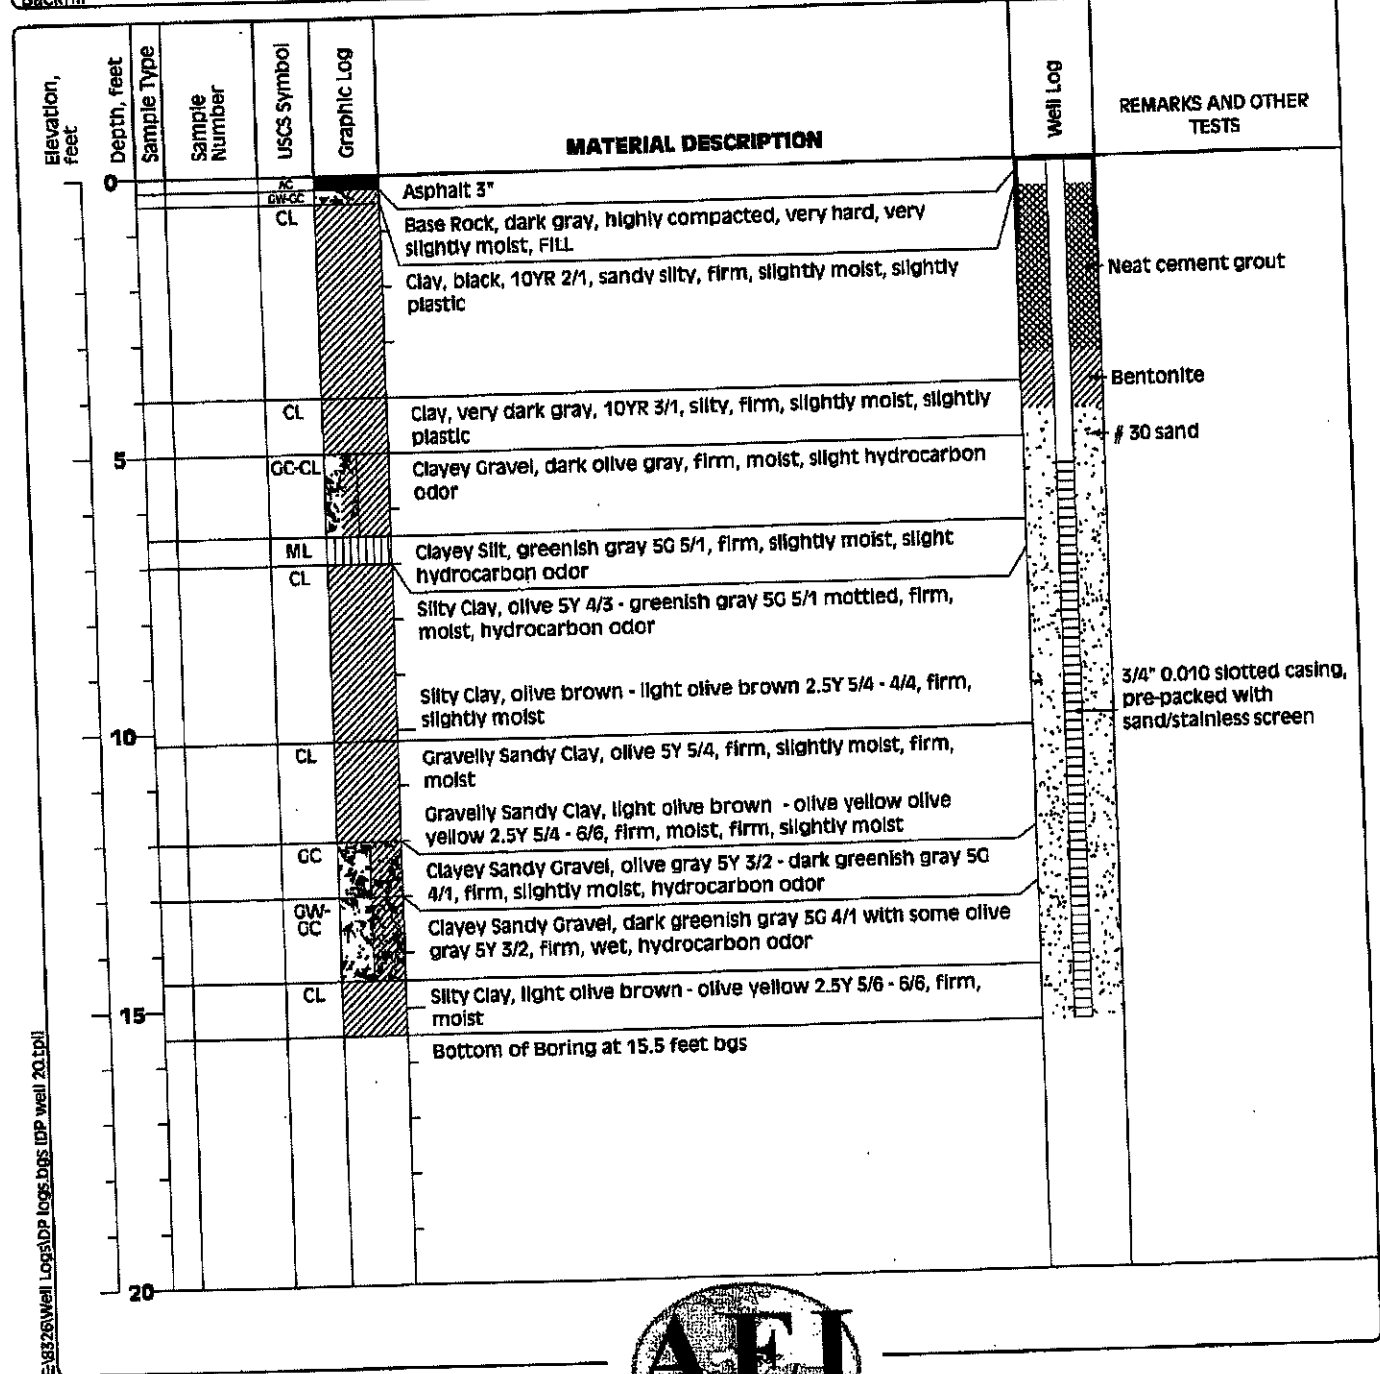 Elevation,
feet
Depth, feet
Sample Type
Sample
Number
USCS Symbol
Graphic Log
MATERIAL DESCRIPTION
Well Log
REMARKS AND OTHER
TESTS
0
AC
Asphalt 3"
GW-GC
CL
Base Rock, dark gray, highly compacted, very hard, very
slightly moist, FILL
Clay, black, 10YR 2/1, sandy silty, firm, slightly moist, slightly
plastic
Neat cement grout
Bentonite
CL
Clay, very dark gray, 10YR 3/1, silty, firm, slightly moist, slightly
plastic
# 30 sand
5
GC-CL
Clayey Gravel, dark olive gray, firm, moist, slight hydrocarbon
odor
ML
Clayey Silt, greenish gray 5G 5/1, firm, slightly moist, slight
hydrocarbon odor
CL
Silty Clay, olive 5Y 4/3 - greenish gray 5G 5/1 mottled, firm,
moist, hydrocarbon odor
Silty Clay, olive brown - light olive brown 2.5Y 5/4 - 4/4, firm,
slightly moist
3/4" 0.010 slotted casing,
pre-packed with
sand/stainless screen
10
CL
Gravelly Sandy Clay, olive 5Y 5/4, firm, slightly moist, firm,
moist
Gravelly Sandy Clay, light olive brown - olive yellow olive
yellow 2.5Y 5/4 - 6/6, firm, moist, firm, slightly moist
GC
Clayey Sandy Gravel, olive gray 5Y 3/2 - dark greenish gray 5G
4/1, firm, slightly moist, hydrocarbon odor
GW-
GC
Clayey Sandy Gravel, dark greenish gray 5G 4/1 with some olive
gray 5Y 3/2, firm, wet, hydrocarbon odor
CL
Silty Clay, light olive brown - olive yellow 2.5Y 5/6 - 6/6, firm,
moist
15
Bottom of Boring at 15.5 feet bgs
20
E:\8326\Well Logs\DP logs.bgs [DP well 20.tpl]
AEI